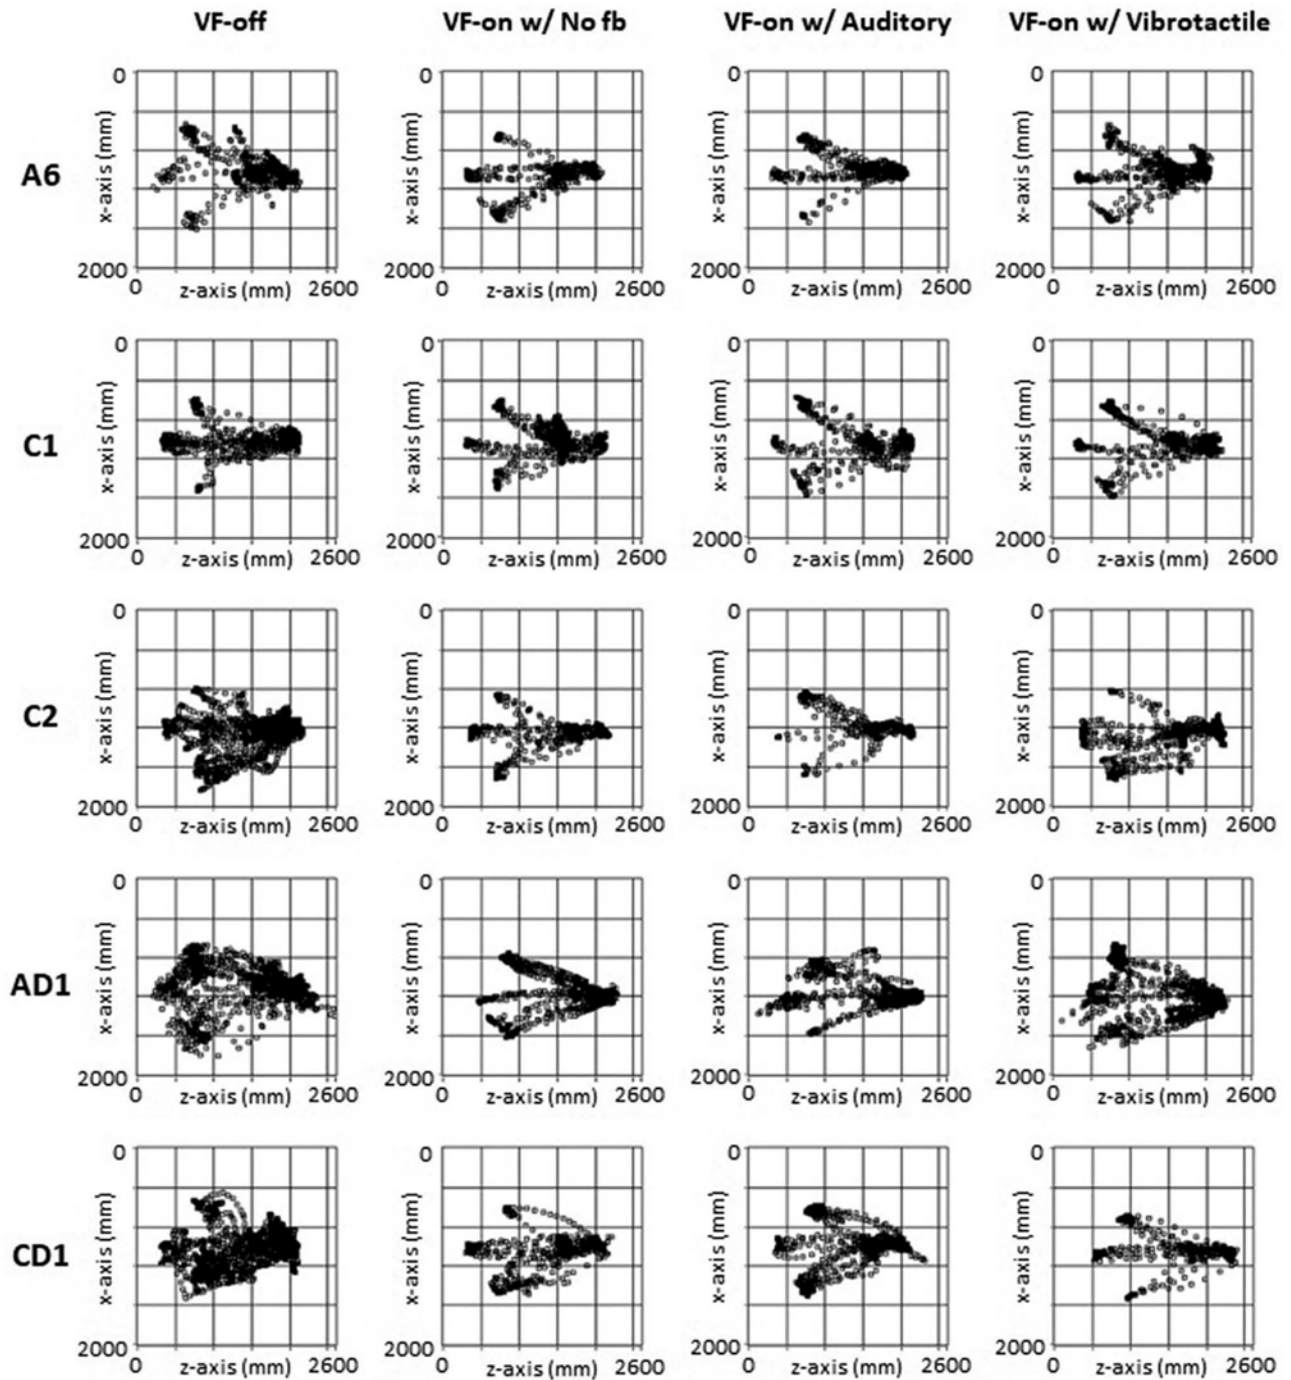 VF-off VF-on w/ No fb VF-on w/ Auditory VF-on w/ Vibrotactile
A6
0 0 0 0
x-axis (mm) x-axis (mm) x-axis (mm) x-axis (mm)
2000 2000 2000 2000
0 z-axis (mm) 2600 0 z-axis (mm) 2600 0 z-axis (mm) 2600 0 z-axis (mm) 2600
C1
0 0 0 0
x-axis (mm) x-axis (mm) x-axis (mm) x-axis (mm)
2000 2000 2000 2000
0 z-axis (mm) 2600 0 z-axis (mm) 2600 0 z-axis (mm) 2600 0 z-axis (mm) 2600
C2
0 0 0 0
x-axis (mm) x-axis (mm) x-axis (mm) x-axis (mm)
2000 2000 2000 2000
0 z-axis (mm) 2600 0 z-axis (mm) 2600 0 z-axis (mm) 2600 0 z-axis (mm) 2600
AD1
0 0 0 0
x-axis (mm) x-axis (mm) x-axis (mm) x-axis (mm)
2000 2000 2000 2000
0 z-axis (mm) 2600 0 z-axis (mm) 2600 0 z-axis (mm) 2600 0 z-axis (mm) 2600
CD1
0 0 0 0
x-axis (mm) x-axis (mm) x-axis (mm) x-axis (mm)
2000 2000 2000 2000
0 z-axis (mm) 2600 0 z-axis (mm) 2600 0 z-axis (mm) 2600 0 z-axis (mm) 2600